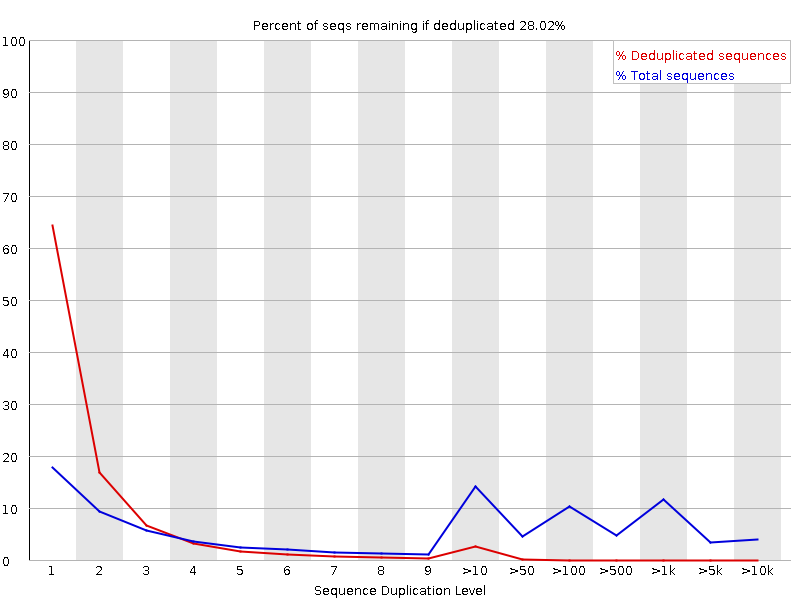 Percent of seqs remaining if deduplicated 28.02%
% Deduplicated sequences
% Total sequences
100
90
80
70
60
50
40
30
20
10
0
1 2 3 4 5 6 7 8 9 >10 >50 >100 >500 >1k >5k >10k
Sequence Duplication Level